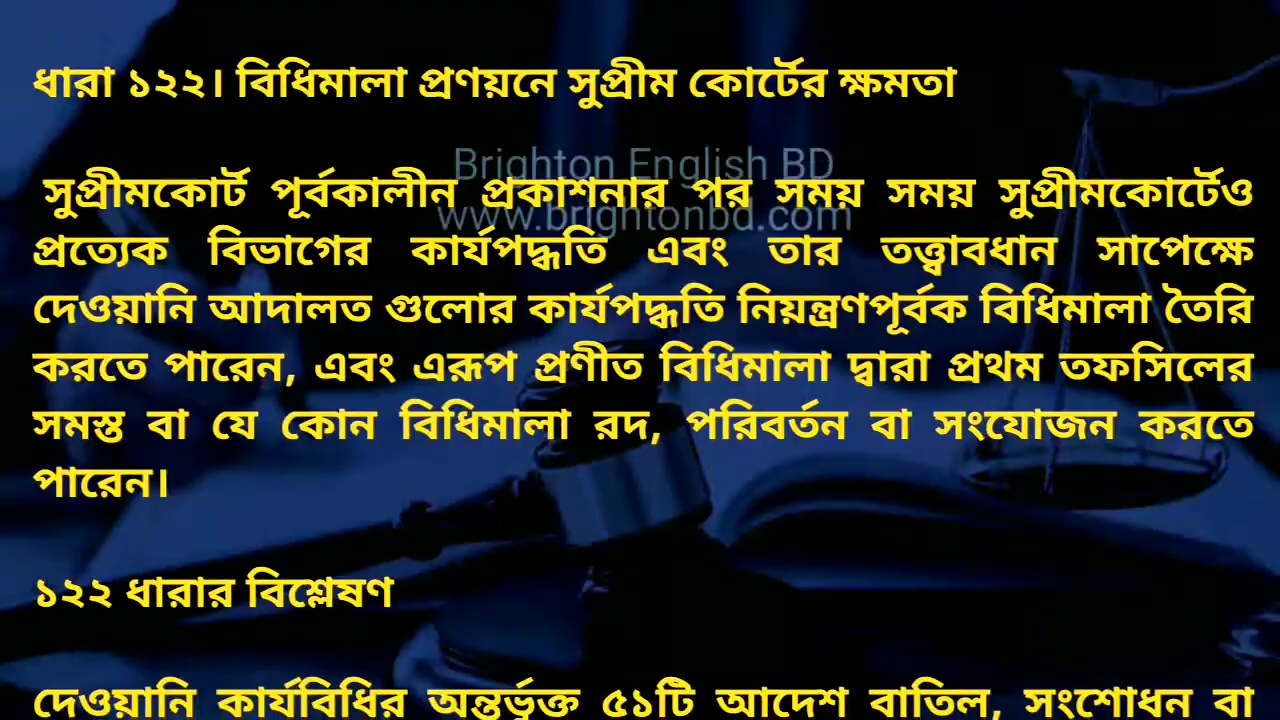 ধারা ১২২। বিধিমালা প্রণয়নে সুপ্রীম কোর্টের ক্ষমতা
Brighton English BD
সুপ্রীমকোর্ট পূর্বকালীন প্রকাশনার পর সময় সময় সুপ্রীমকোর্টেও
www.brightonbd.com
প্রত্যেক বিভাগের কার্যপদ্ধতি এবং তার তত্ত্বাবধান সাপেক্ষে
দেওয়ানি আদালত গুলোর কার্যপদ্ধতি নিয়ন্ত্রণপূর্বক বিধিমালা তৈরি
করতে পারেন, এবং এরূপ প্রণীত বিধিমালা দ্বারা প্রথম তফসিলের
সমস্ত বা যে কোন বিধিমালা রদ, পরিবর্তন বা সংযোজন করতে
পারেন।
১২২ ধারার বিশ্লেষণ
দেওয়ানি কার্যবিধির অন্তর্ভুক্ত ৫১টি আদেশ বাতিল, সংশোধন বা